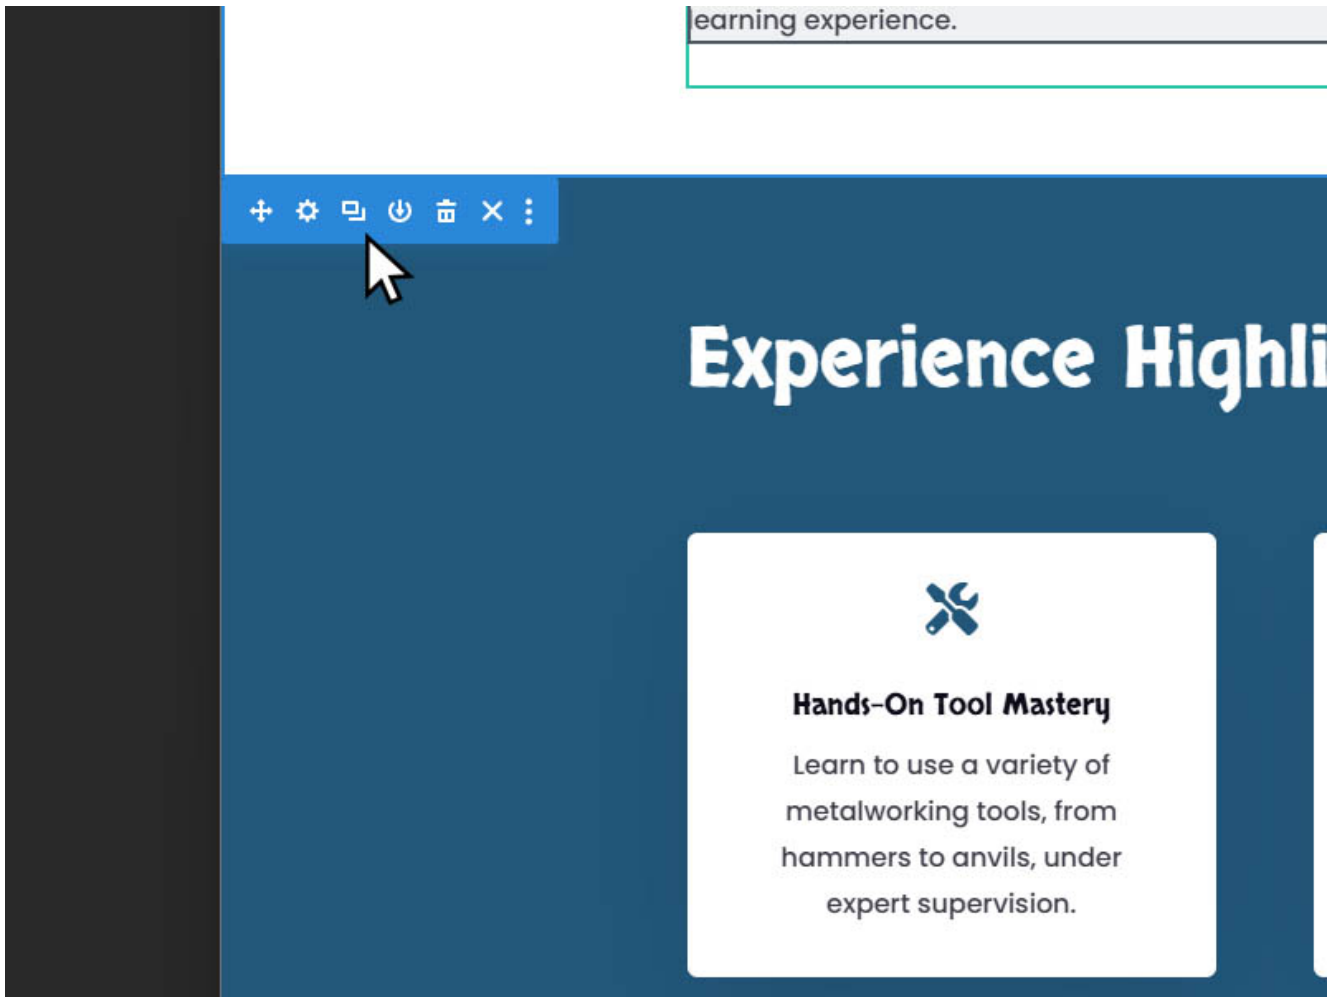 learning experience.
Experience Highli
Hands-On Tool Mastery
Learn to use a variety of
metalworking tools, from
hammers to anvils, under
expert supervision.